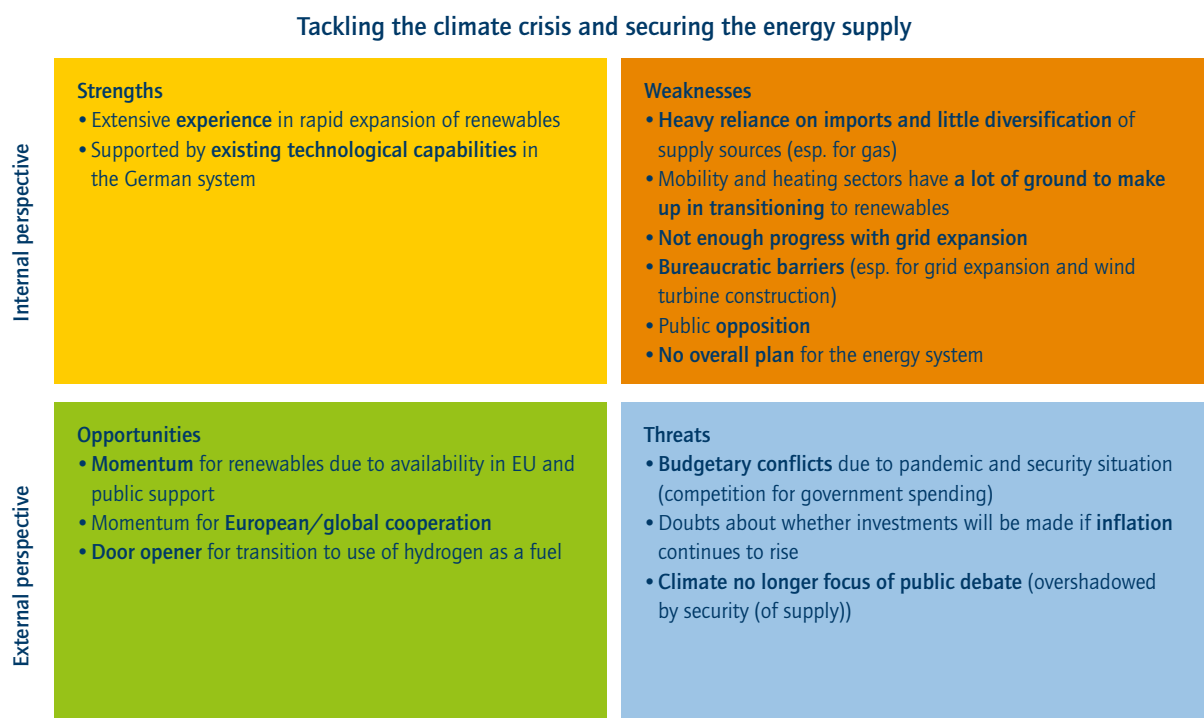 Tackling the climate crisis and securing the energy supply
Internal perspective
Strengths
• Extensive experience in rapid expansion of renewables
• Supported by existing technological capabilities in
the German system
Weaknesses
• Heavy reliance on imports and little diversification of
supply sources (esp. for gas)
• Mobility and heating sectors have a lot of ground to make
up in transitioning to renewables
• Not enough progress with grid expansion
• Bureaucratic barriers (esp. for grid expansion and wind
turbine construction)
• Public opposition
• No overall plan for the energy system
External perspective
Opportunities
• Momentum for renewables due to availability in EU and
public support
• Momentum for European/global cooperation
• Door opener for transition to use of hydrogen as a fuel
Threats
• Budgetary conflicts due to pandemic and security situation
(competition for government spending)
• Doubts about whether investments will be made if inflation
continues to rise
• Climate no longer focus of public debate (overshadowed
by security (of supply))